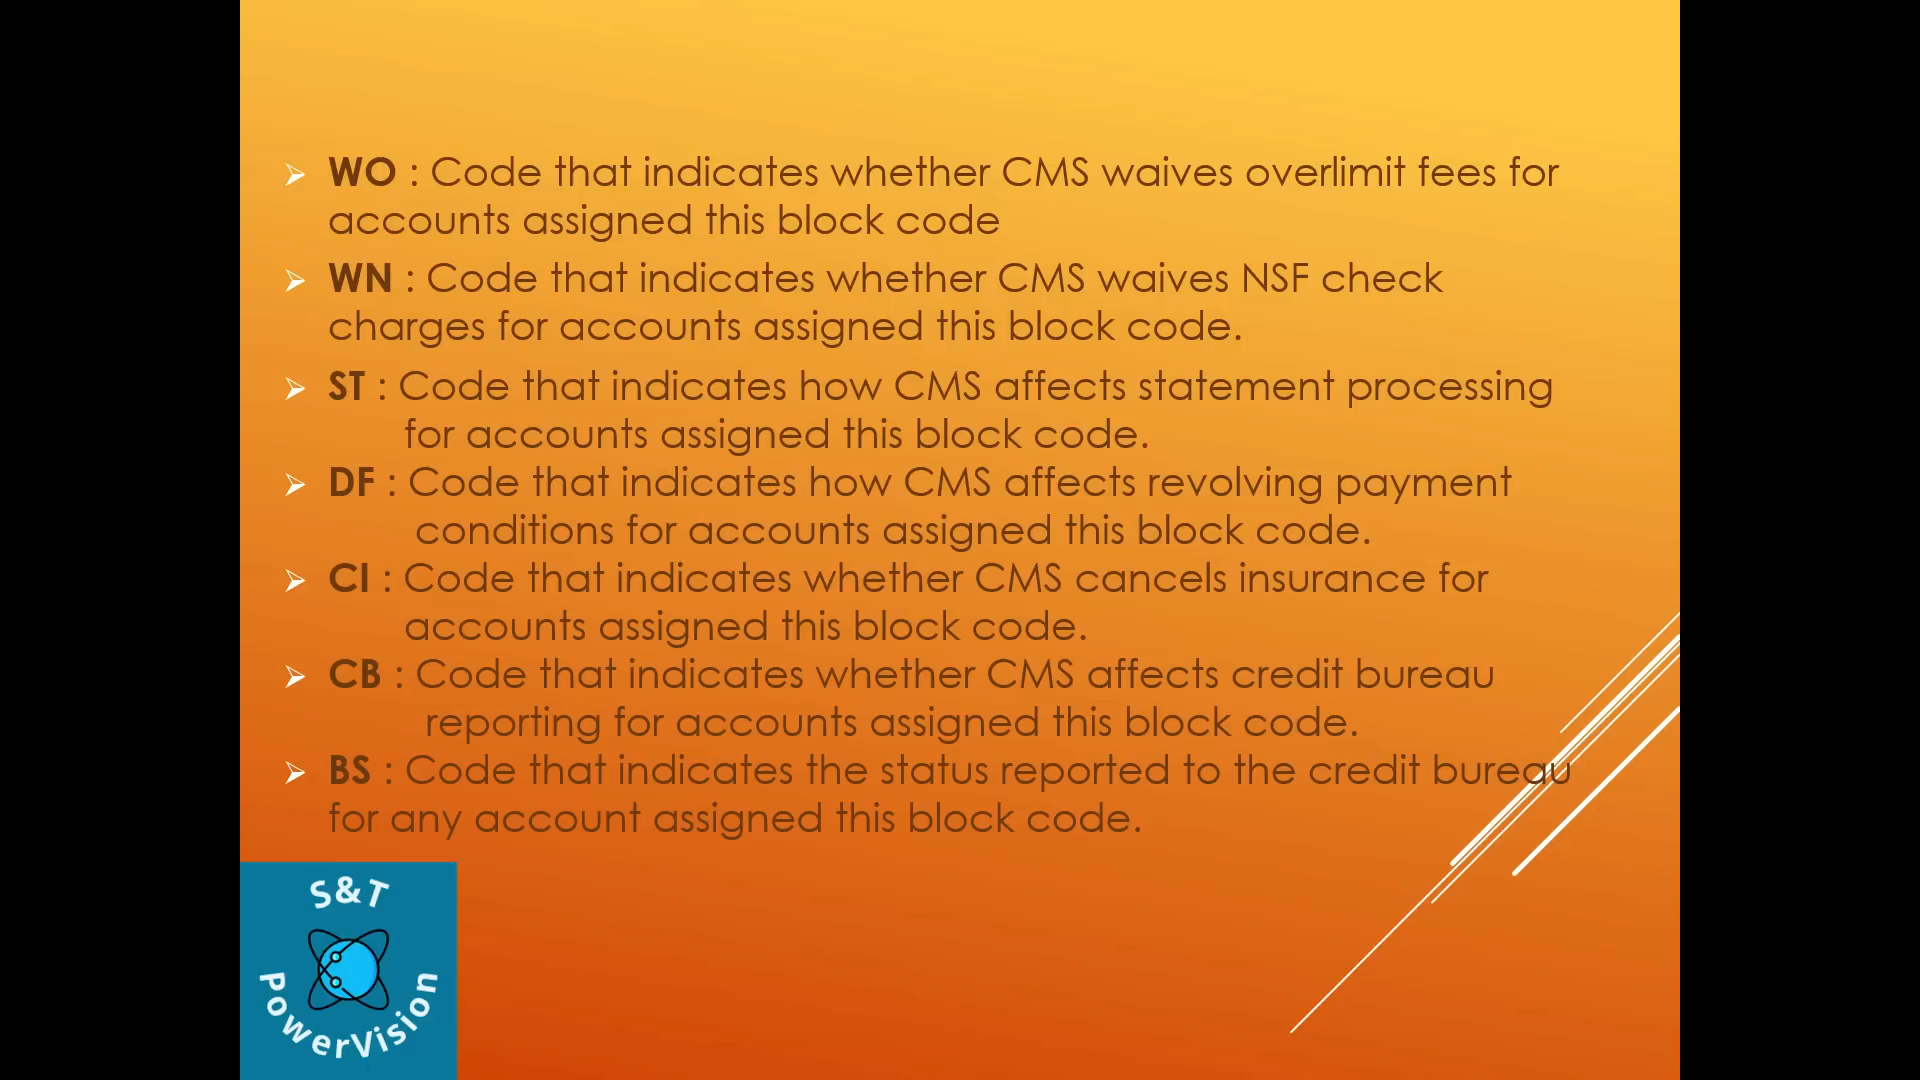 WO : Code that indicates whether CMS waives overlimit fees for
accounts assigned this block code
WN : Code that indicates whether CMS waives NSF check
charges for accounts assigned this block code.
ST : Code that indicates how CMS affects statement processing
for accounts assigned this block code.
DF : Code that indicates how CMS affects revolving payment
conditions for accounts assigned this block code.
CI : Code that indicates whether CMS cancels insurance for
accounts assigned this block code.
CB : Code that indicates whether CMS affects credit bureau
reporting for accounts assigned this block code.
BS : Code that indicates the status reported to the credit bureau
for any account assigned this block code.
S&T
PowerVision